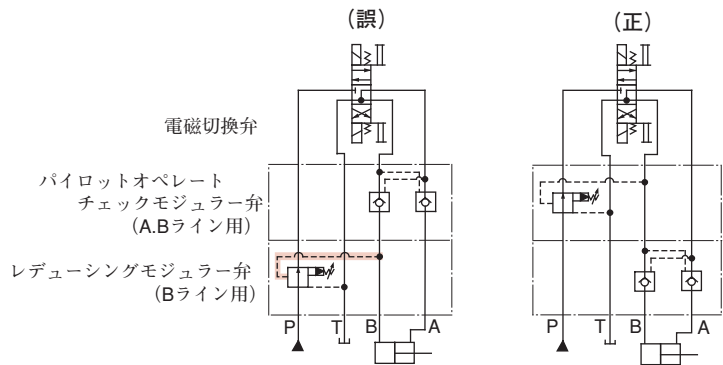 (誤)
(正)
電磁切換弁
パイロットオペレート
チェックモジュラー弁
(A.Bライン用)
レデューシングモジュラー弁
(Bライン用)
P T B A
P T B A